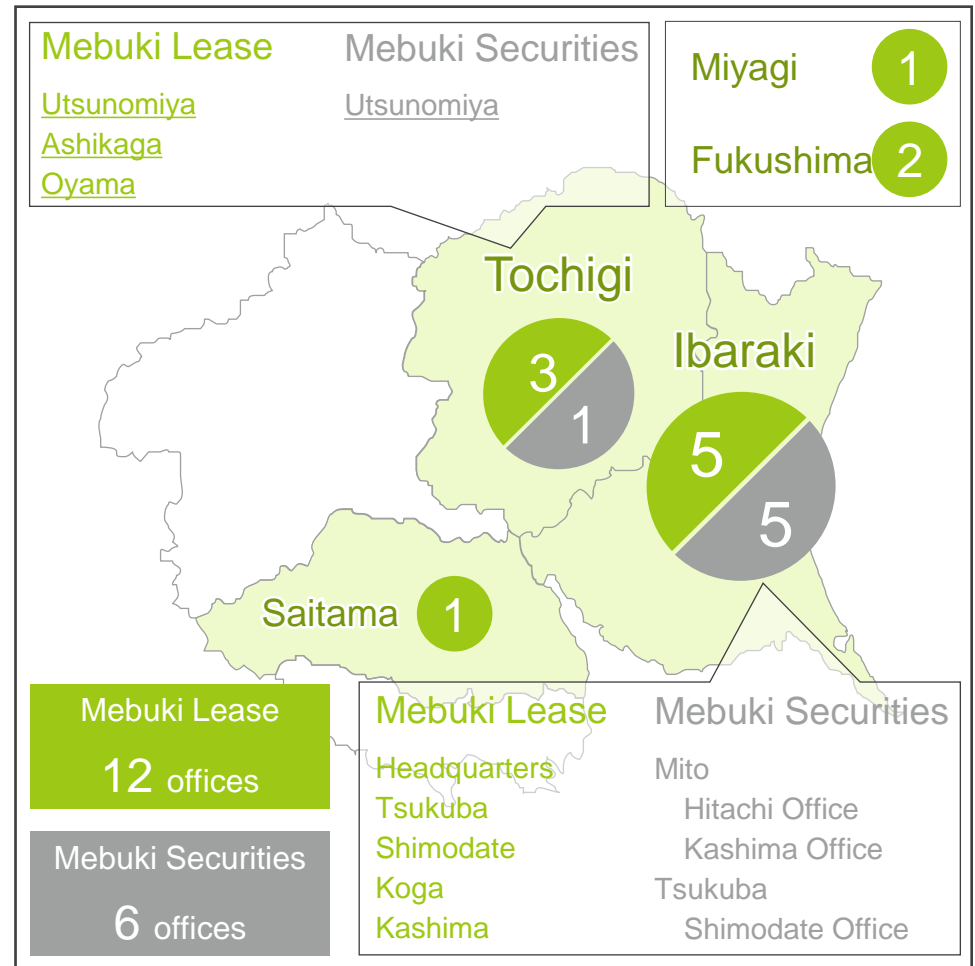 Mebuki Lease
Utsunomiya
Ashikaga
Oyama
Mebuki Securities
Utsunomiya
Miyagi 1
Fukushima 2
Tochigi
3
1
Ibaraki
5
5
Saitama 1
Mebuki Lease
12 offices
Mebuki Securities
6 offices
Mebuki Lease
Headquarters
Tsukuba
Shimodate
Koga
Kashima
Mebuki Securities
Mito
Hitachi Office
Kashima Office
Tsukuba
Shimodate Office